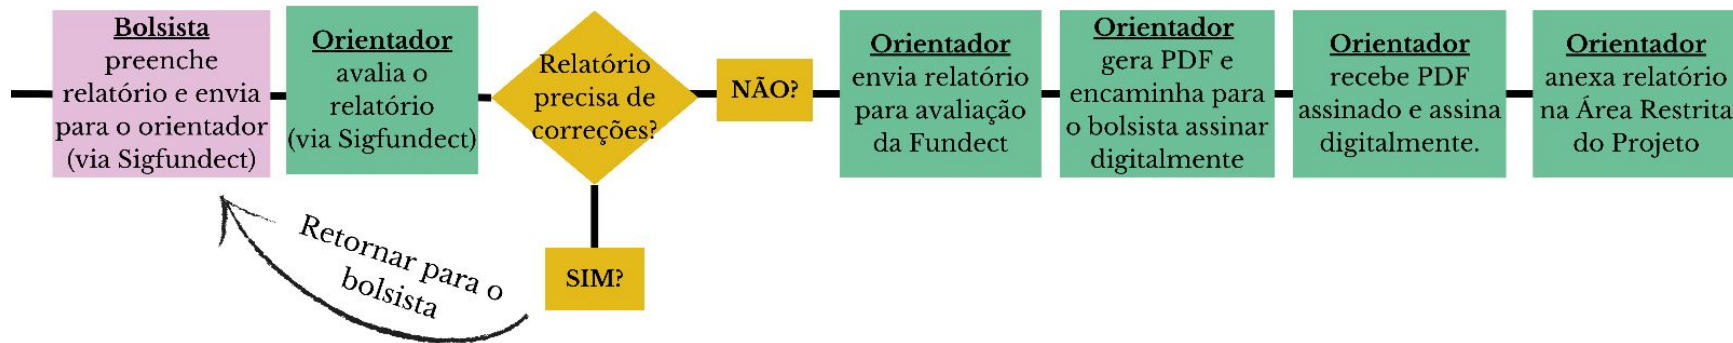 Bolsista
preenche
relatório e envia
para o orientador
(via Sigfundect)
Orientador
avalia o
relatório
(via Sigfundect)
Relatório
precisa de
correções?
NÃO?
SIM?
Retornar para o
bolsista
Orientador
envia relatório
para avaliação
da Fundect
Orientador
gera PDF e
encaminha para
o bolsista assinar
digitalmente
Orientador
recebe PDF
assinado e assina
digitalmente.
Orientador
anexa relatório
na Área Restrita
do Projeto